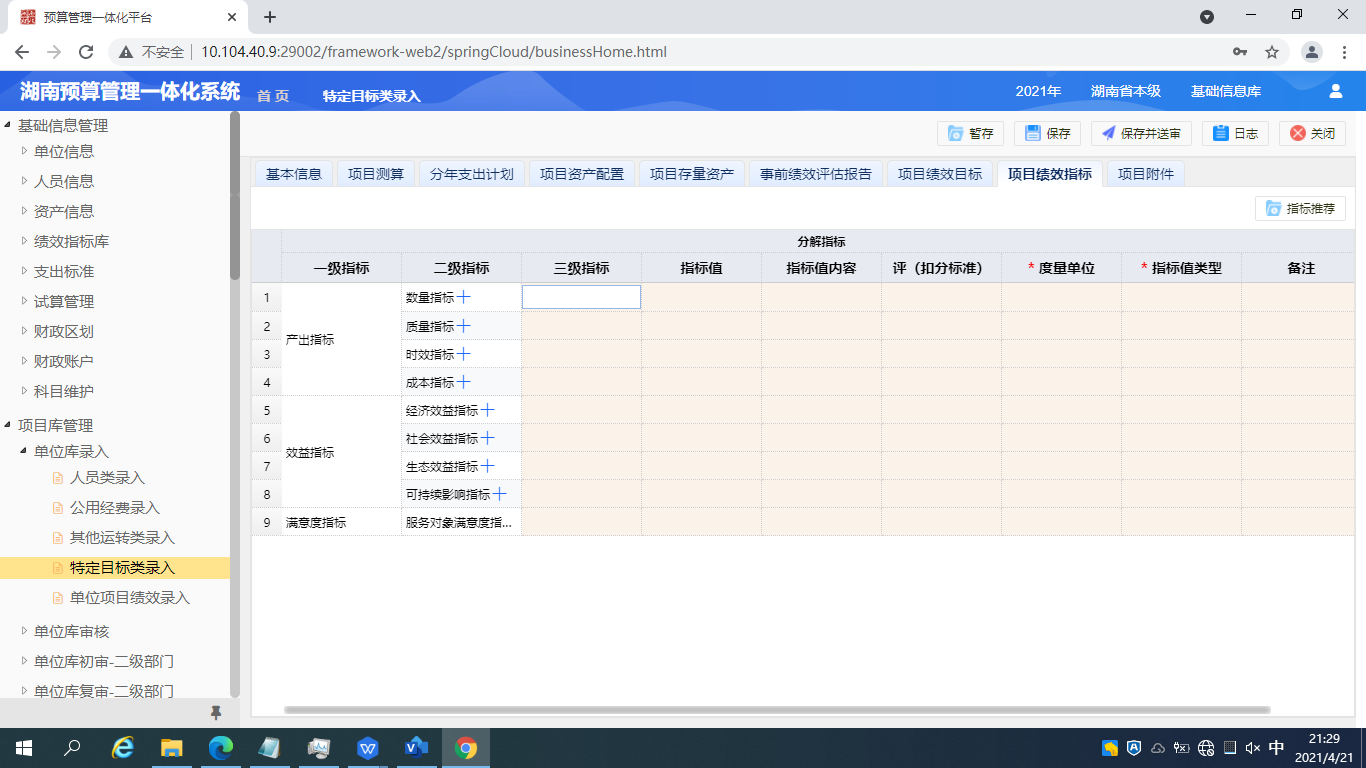 预算管理一体化平台
不安全 10.104.40.9:29002/framework-web2/springCloud/businessHome.html
湖南预算管理一体化系统 首 页 特定目标类录入 2021年 湖南省本级 基础信息库
基础信息管理
单位信息
人员信息
资产信息
绩效指标库
支出标准
试算管理
财政区划
财政账户
科目维护
项目库管理
单位库录入
人员类录入
公用经费录入
其他运转类录入
特定目标类录入
单位项目绩效录入
单位库审核
单位库初审-二级部门
单位库复审-二级部门
暂存 保存 保存并送审 日志 关闭
基本信息 项目测算 分年支出计划 项目资产配置 项目存量资产 事前绩效评估报告 项目绩效目标 项目绩效指标 项目附件
指标推荐
分解指标
一级指标 二级指标 三级指标 指标值 指标值内容 评（扣分标准） * 度量单位 * 指标值类型 备注
1 产出指标 数量指标
2 质量指标
3 时效指标
4 成本指标
5 效益指标 经济效益指标
6 社会效益指标
7 生态效益指标
8 可持续影响指标
9 满意度指标 服务对象满意度指...
中 21:29
2021/4/21